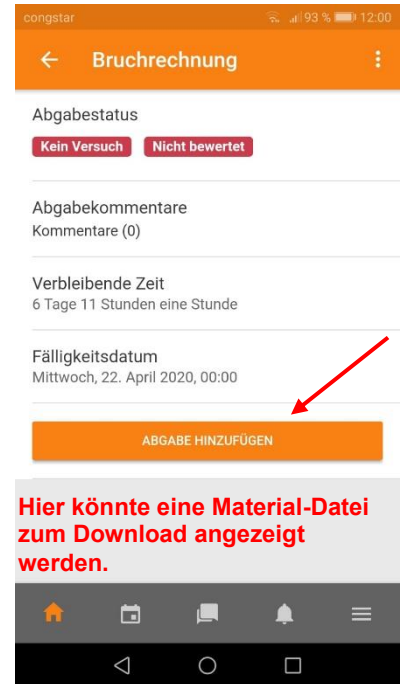 congstar 93 % 12:00
Bruchrechnung
Abgabestatus
Kein Versuch Nicht bewertet
Abgabekommentare
Kommentare (0)
Verbleibende Zeit
6 Tage 11 Stunden eine Stunde
Fälligkeitsdatum
Mittwoch, 22. April 2020, 00:00
ABGABE HINZUFÜGEN
Hier könnte eine Material-Datei
zum Download angezeigt
werden.